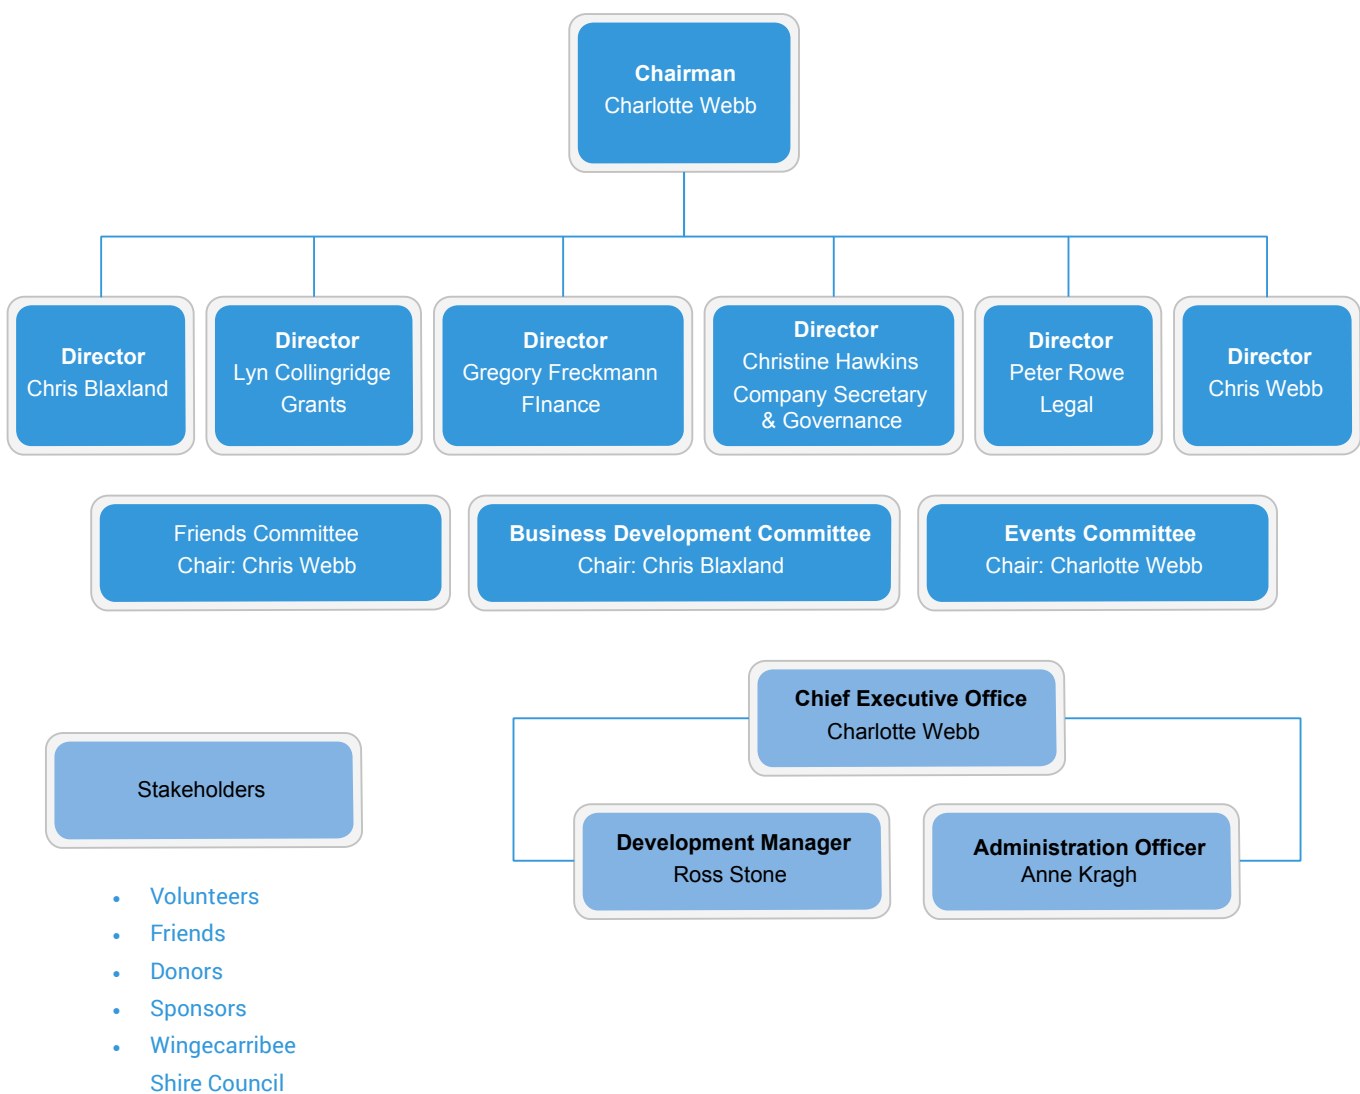 Chairman
Charlotte Webb
Director
Chris Blaxland
Director
Lyn Collingridge
Grants
Director
Gregory Freckmann
FInance
Director
Christine Hawkins
Company Secretary
& Governance
Director
Peter Rowe
Legal
Director
Chris Webb
Friends Committee
Chair: Chris Webb
Business Development Committee
Chair: Chris Blaxland
Events Committee
Chair: Charlotte Webb
Chief Executive Office
Charlotte Webb
Development Manager
Ross Stone
Administration Officer
Anne Kragh
Stakeholders
• Volunteers
• Friends
• Donors
• Sponsors
• Wingecarribee
Shire Council